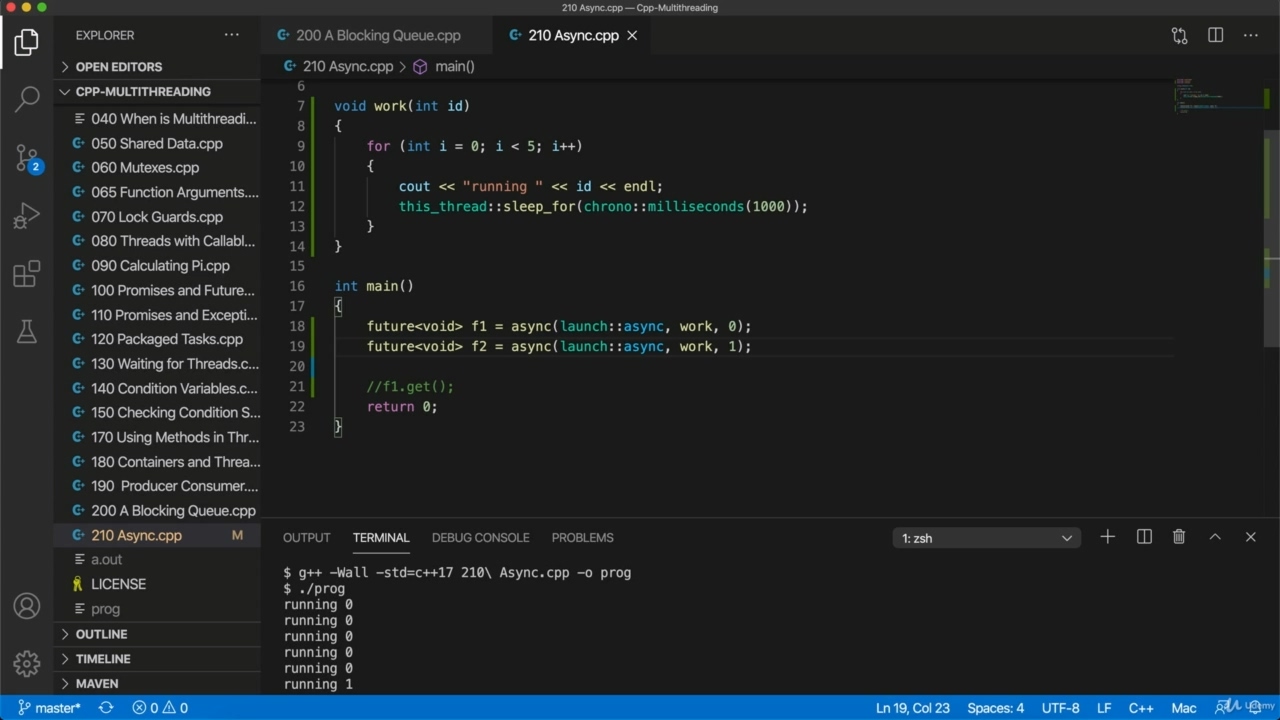 210 Async.cpp — Cpp-Multithreading
EXPLORER
200 A Blocking Queue.cpp
210 Async.cpp
OPEN EDITORS
210 Async.cpp > main()
CPP-MULTITHREADING
040 When is Multithreadi...
050 Shared Data.cpp
060 Mutexes.cpp
065 Function Arguments....
070 Lock Guards.cpp
080 Threads with Callabl...
090 Calculating Pi.cpp
100 Promises and Future...
110 Promises and Excepti...
120 Packaged Tasks.cpp
130 Waiting for Threads.c...
140 Condition Variables.c...
150 Checking Condition S...
170 Using Methods in Thr...
180 Containers and Threa...
190 Producer Consumer....
200 A Blocking Queue.cpp
210 Async.cpp M
a.out
LICENSE
prog
OUTLINE
TIMELINE
MAVEN
6
7 void work(int id)
8 {
9 for (int i = 0; i < 5; i++)
10 {
11 cout << "running " << id << endl;
12 this_thread::sleep_for(chrono::milliseconds(1000));
13 }
14 }
15
16 int main()
17 {
18 future<void> f1 = async(launch::async, work, 0);
19 future<void> f2 = async(launch::async, work, 1);
20
21 //f1.get();
22 return 0;
23 }
OUTPUT TERMINAL DEBUG CONSOLE PROBLEMS 1: zsh
$ g++ -Wall -std=c++17 210\ Async.cpp -o prog
$ ./prog
running 0
running 0
running 0
running 0
running 0
running 1
2
master* 0 0 Ln 19, Col 23 Spaces: 4 UTF-8 LF C++ Mac
Udemy